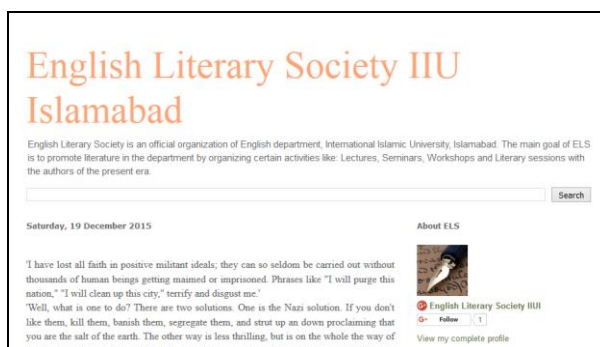 English Literary Society IIU
Islamabad
English Literary Society is an official organization of English department, International Islamic University, Islamabad. The main goal of ELS
is to promote literature in the department by organizing certain activities like: Lectures, Seminars, Workshops and Literary sessions with
the authors of the present era.
Search
Saturday, 19 December 2015
'I have lost all faith in positive militant ideals; they can so seldom be carried out without
thousands of human beings getting maimed or imprisoned. Phrases like "I will purge this
nation," "I will clean up this city," terrify and disgust me.'
'Well, what is one to do? There are two solutions. One is the Nazi solution. If you don't
like them, kill them, banish them, segregate them, and strut up an down proclaiming that
you are the salt of the earth. The other way is less thrilling, but is on the whole the way of
About ELS
English Literary Society IIUI
G+ Follow 1
View my complete profile